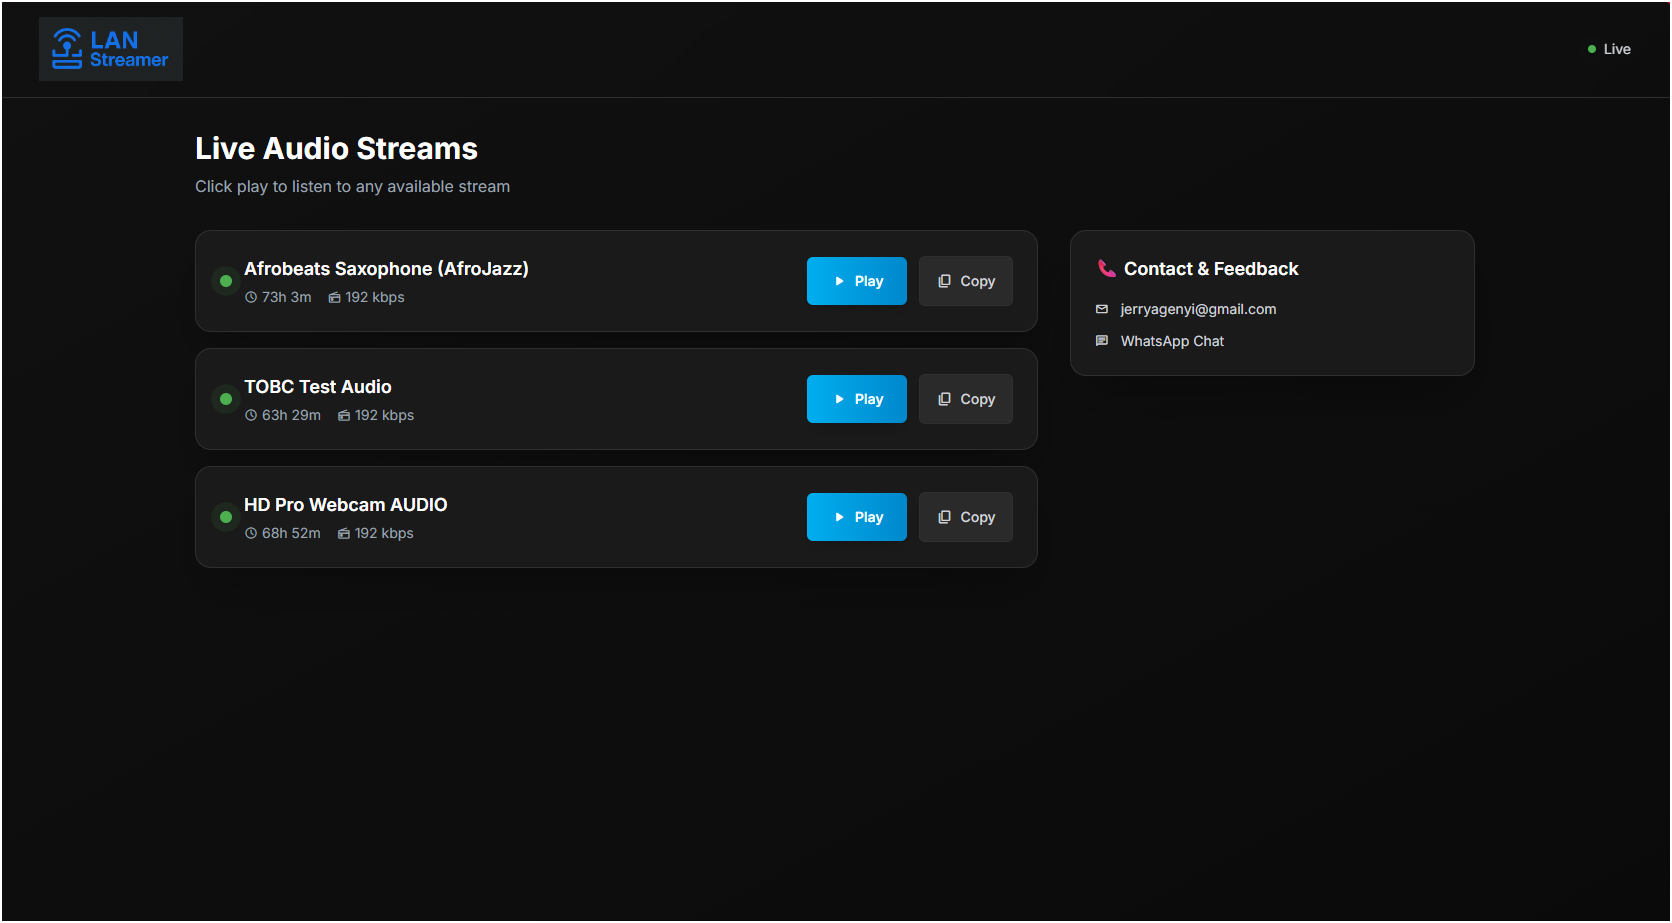 LAN
Streamer
Live
Live Audio Streams
Click play to listen to any available stream
Afrobeats Saxophone (AfroJazz)
73h 3m 192 kbps
Play
Copy
TOBC Test Audio
63h 29m 192 kbps
Play
Copy
HD Pro Webcam AUDIO
68h 52m 192 kbps
Play
Copy
Contact & Feedback
jerryagenyi@gmail.com
WhatsApp Chat